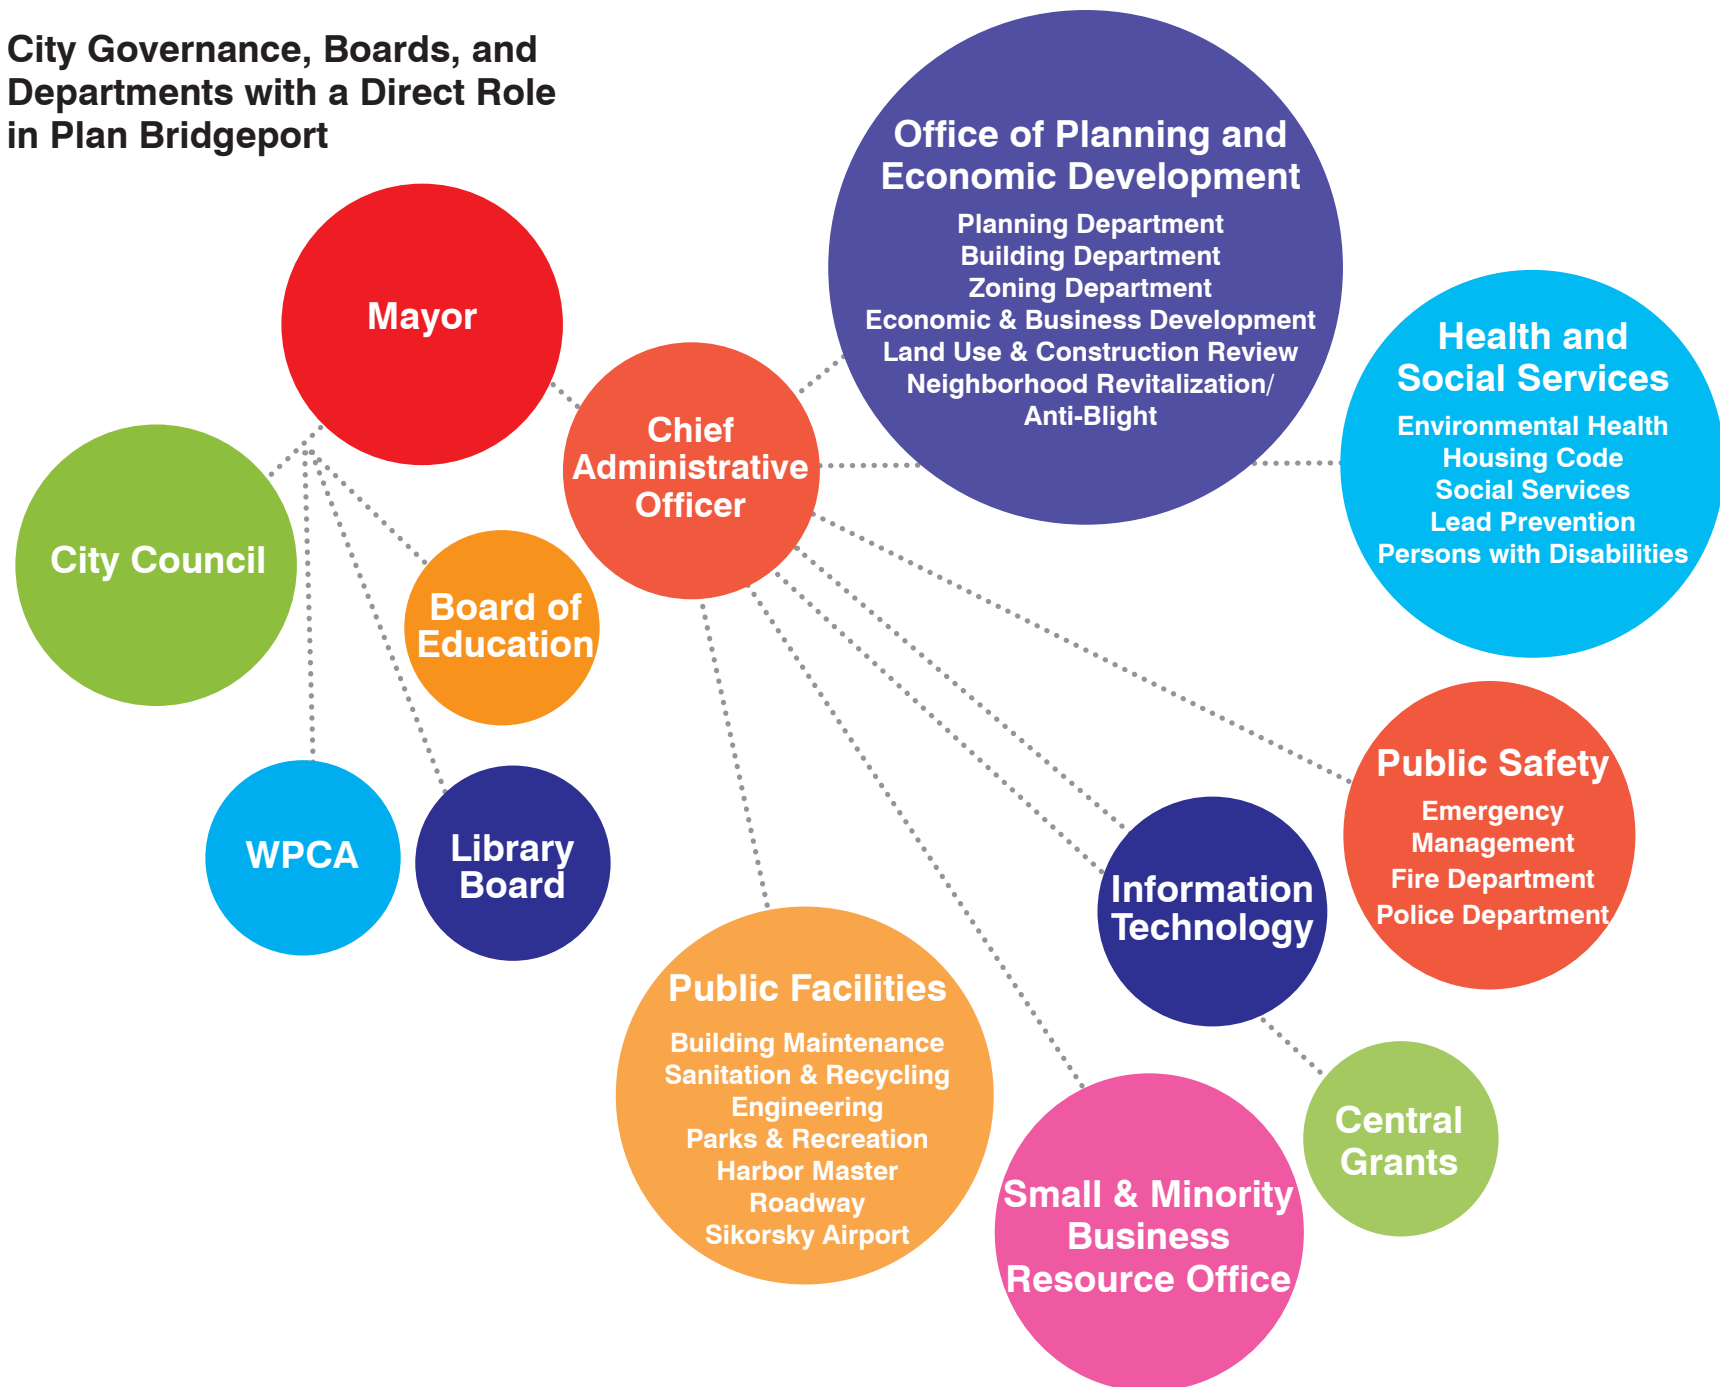 City Governance, Boards, and
Departments with a Direct Role
in Plan Bridgeport
Office of Planning and
Economic Development
Planning Department
Building Department
Zoning Department
Economic & Business Development
Land Use & Construction Review
Neighborhood Revitalization/
Anti-Blight
Mayor
Health and
Social Services
Environmental Health
Housing Code
Social Services
Lead Prevention
Persons with Disabilities
Chief
Administrative
Officer
City Council
Board of
Education
Public Safety
Emergency
Management
Fire Department
Police Department
WPCA
Library
Board
Information
Technology
Public Facilities
Building Maintenance
Sanitation & Recycling
Engineering
Parks & Recreation
Harbor Master
Roadway
Sikorsky Airport
Central
Grants
Small & Minority
Business
Resource Office